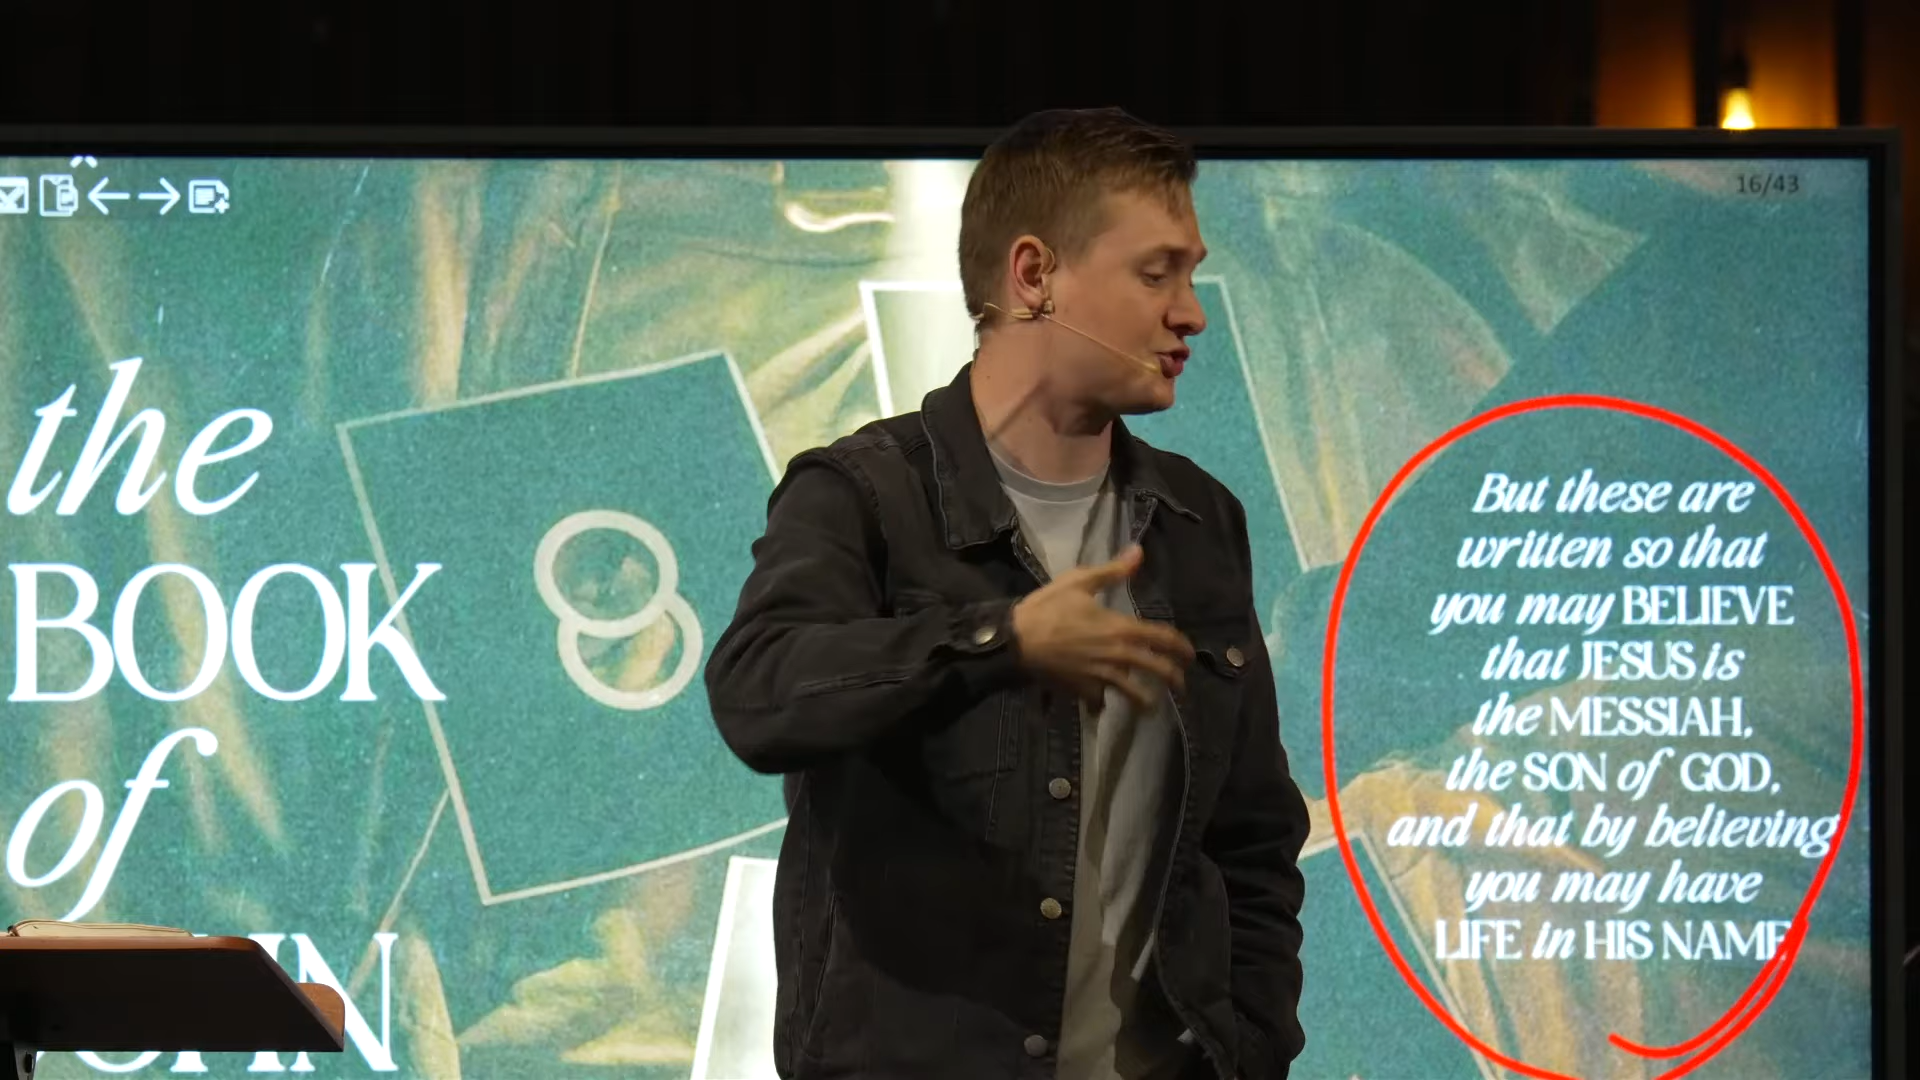 16/43
the
BOOK
of
But these are
written so that
you may BELIEVE
that JESUS is
the MESSIAH,
the SON of GOD,
and that by believing
you may have
LIFE in HIS NAME